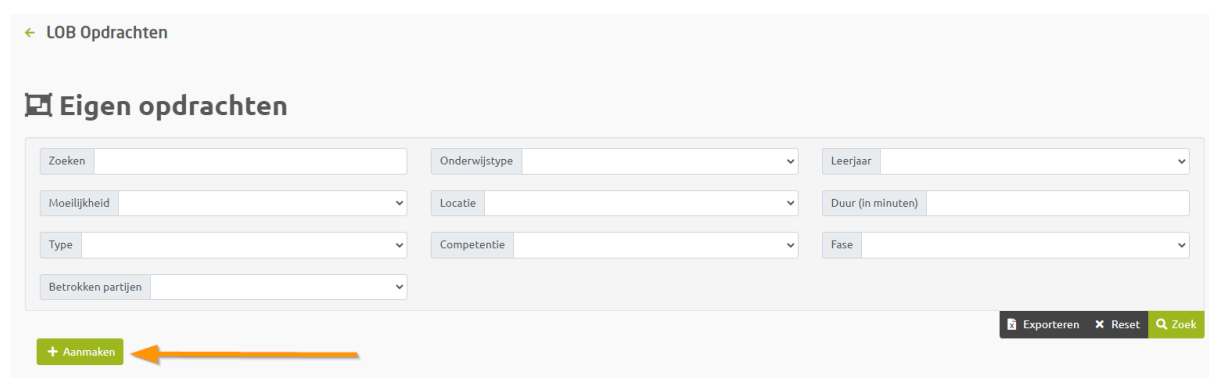 LOB Opdrachten
Eigen opdrachten
Zoeken Onderwijstype Leerjaar
Moeilijkheid Locatie Duur (in minuten)
Type Competentie Fase
Betrokken partijen
Exporteren Reset Zoek
Aanmaken